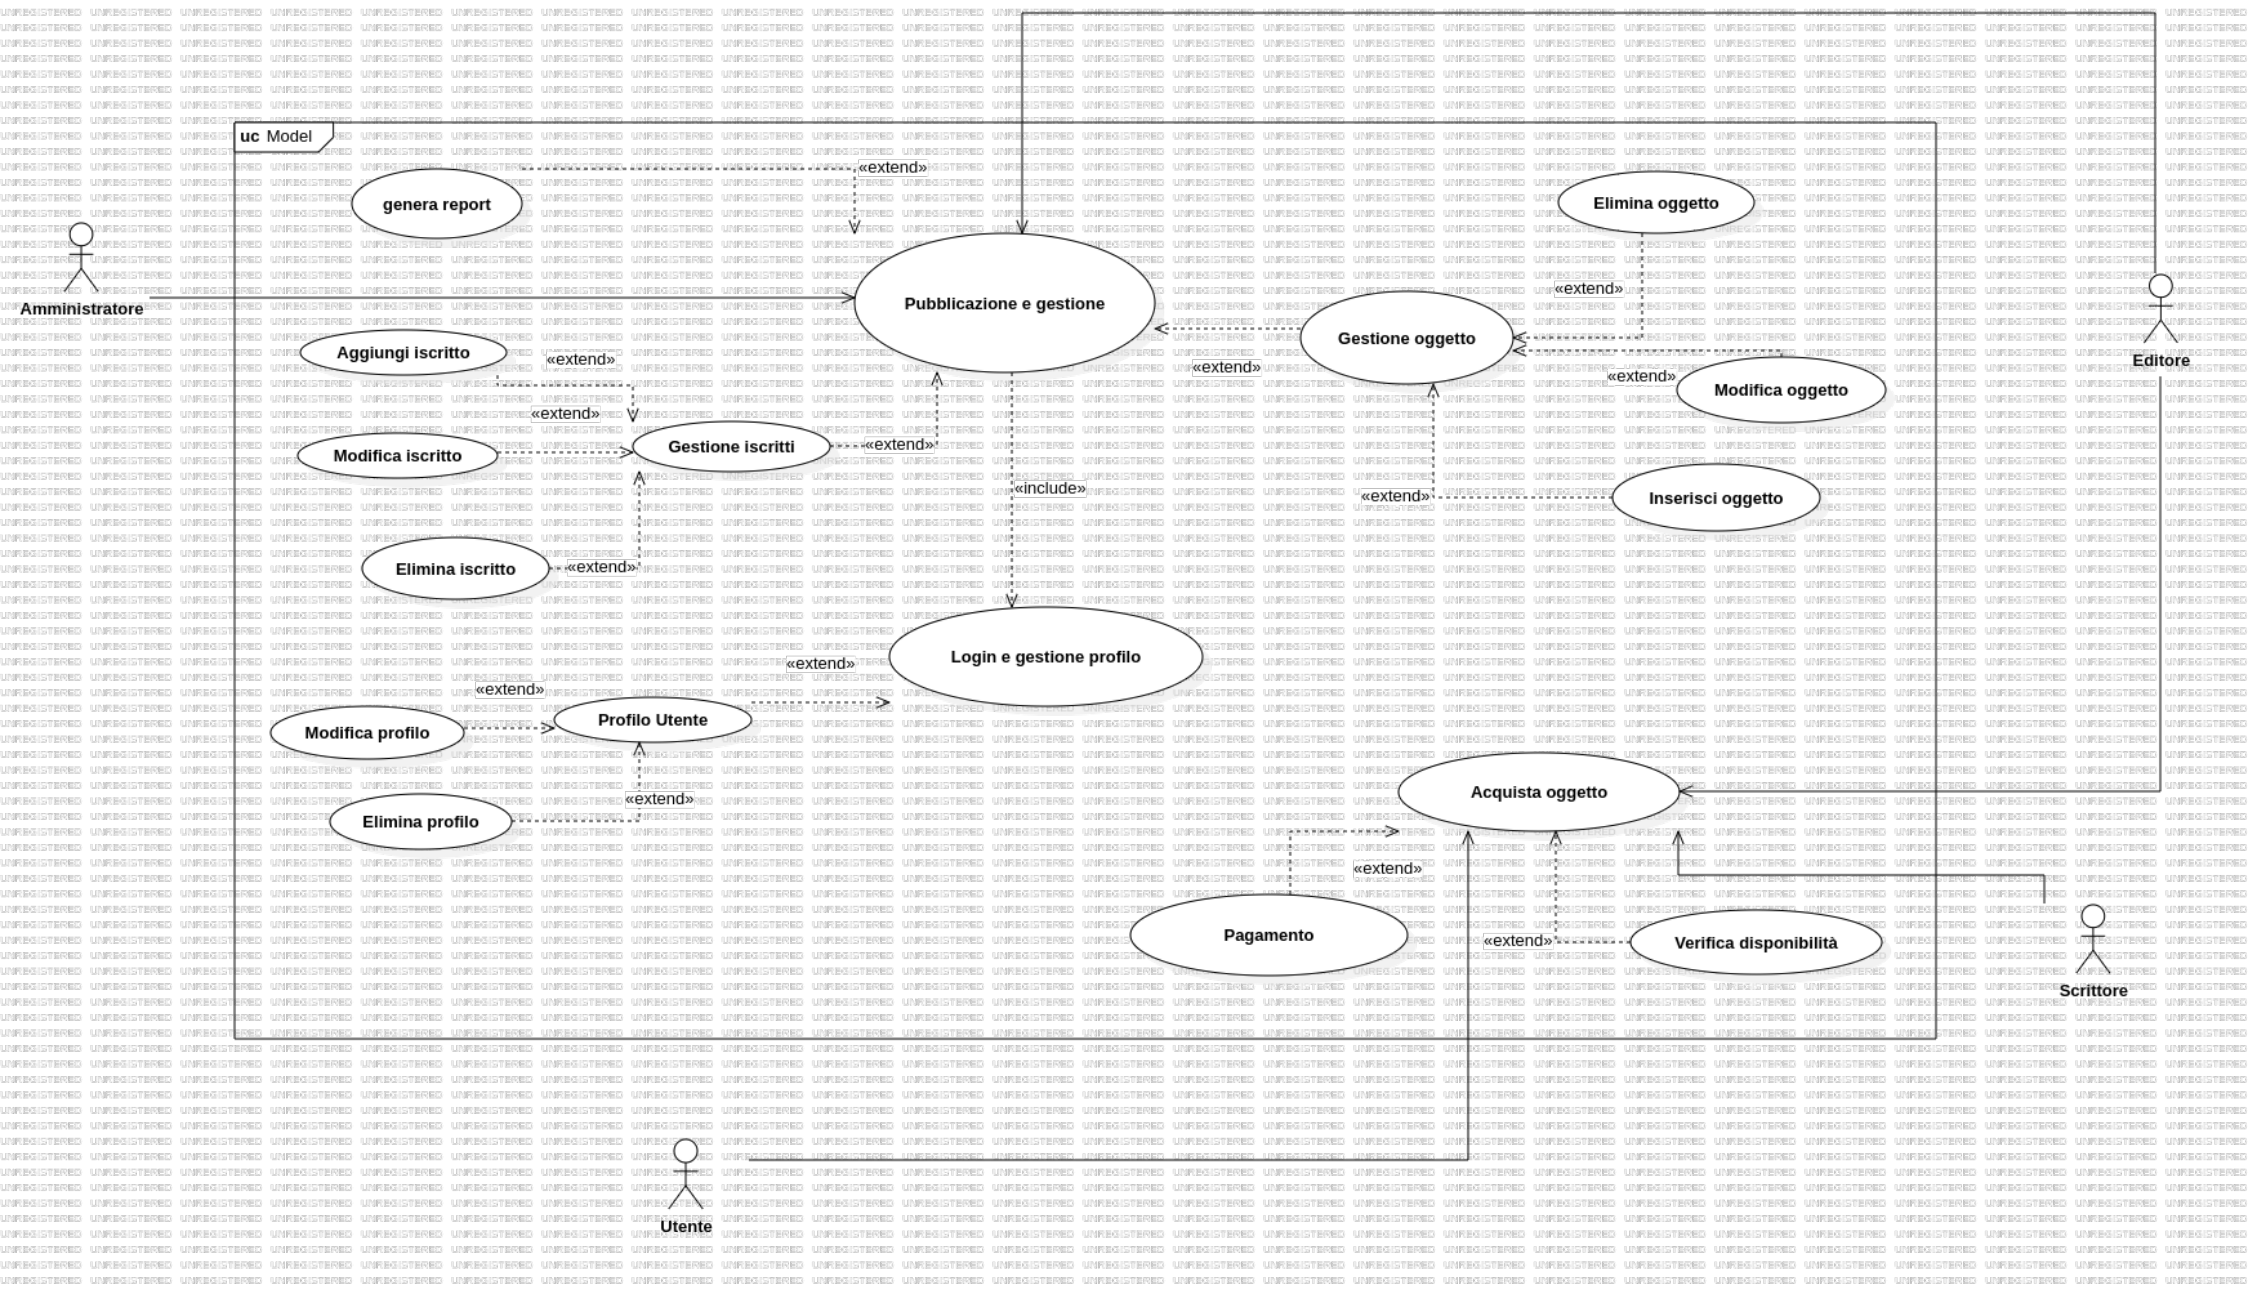 uc Model
«extend»
genera report
Elimina oggetto
Amministratore
Pubblicazione e gestione
«extend»
Gestione oggetto
Editore
Aggiungi iscritto
«extend»
«extend»
«extend»
Modifica oggetto
«extend»
Modifica iscritto
Gestione iscritti
«extend»
«include»
«extend»
Inserisci oggetto
Elimina iscritto
«extend»
Login e gestione profilo
«extend»
«extend»
Modifica profilo
Profilo Utente
«extend»
Elimina profilo
Acquista oggetto
«extend»
Pagamento
«extend»
Verifica disponibilità
Scrittore
Utente
UNREGISTERED